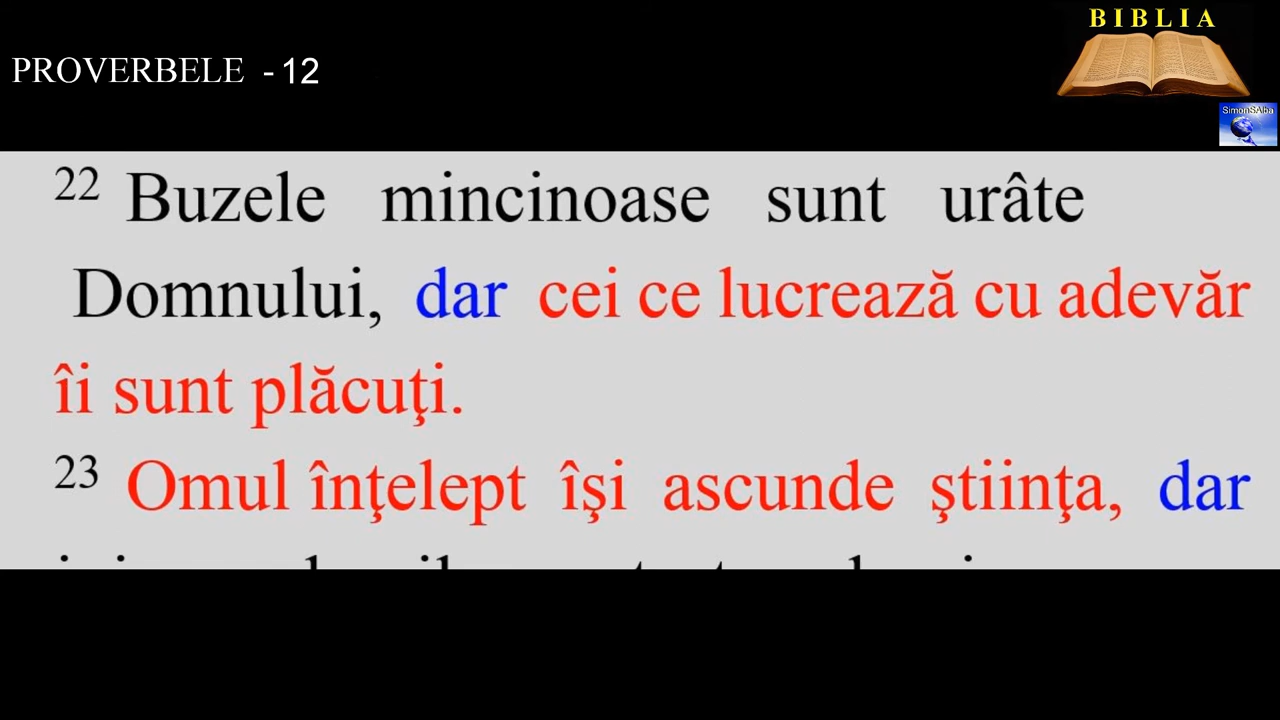 BIBLIA
PROVERBELE - 12
SimonSAlba
22 Buzele mincinoase sunt urâte
Domnului, dar cei ce lucrează cu adevăr
îi sunt plăcuţi.
23 Omul înţelept îşi ascunde ştiinţa, dar